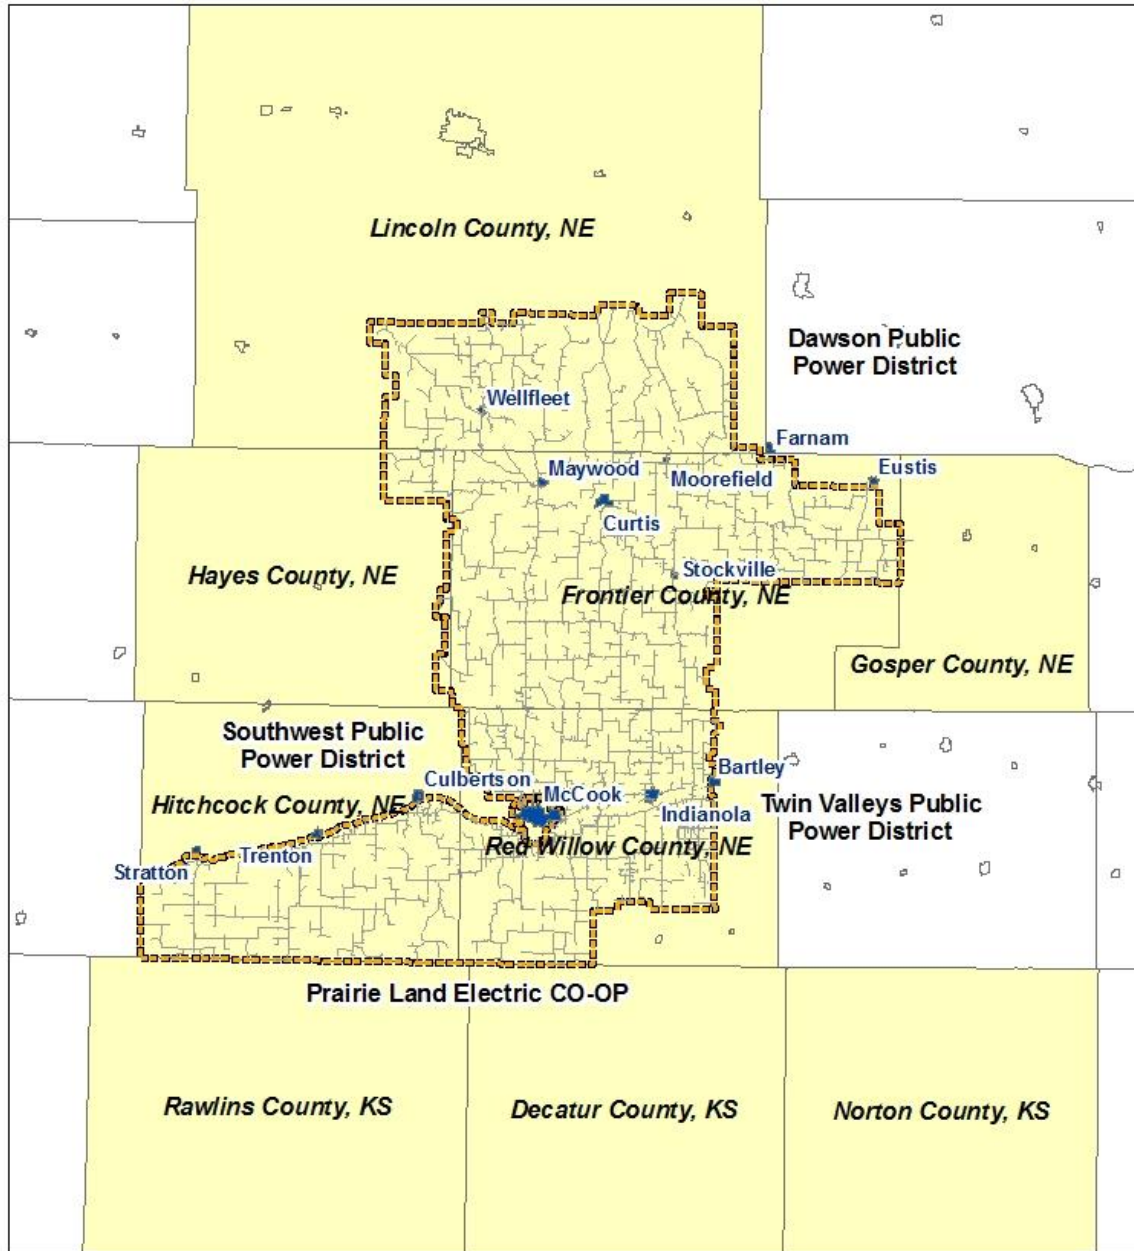 Lincoln County, NE
Dawson Public
Power District
Wellfleet
Farnam
Maywood
Moorefield
Eustis
Curtis
Hayes County, NE
Stockville
Frontier County, NE
Gosper County, NE
Southwest Public
Power District
Culbertson
Bartley
Hitchcock County, NE
McCook
Indianola
Twin Valleys Public
Power District
Red Willow County, NE
Trenton
Stratton
Prairie Land Electric CO-OP
Rawlins County, KS
Decatur County, KS
Norton County, KS